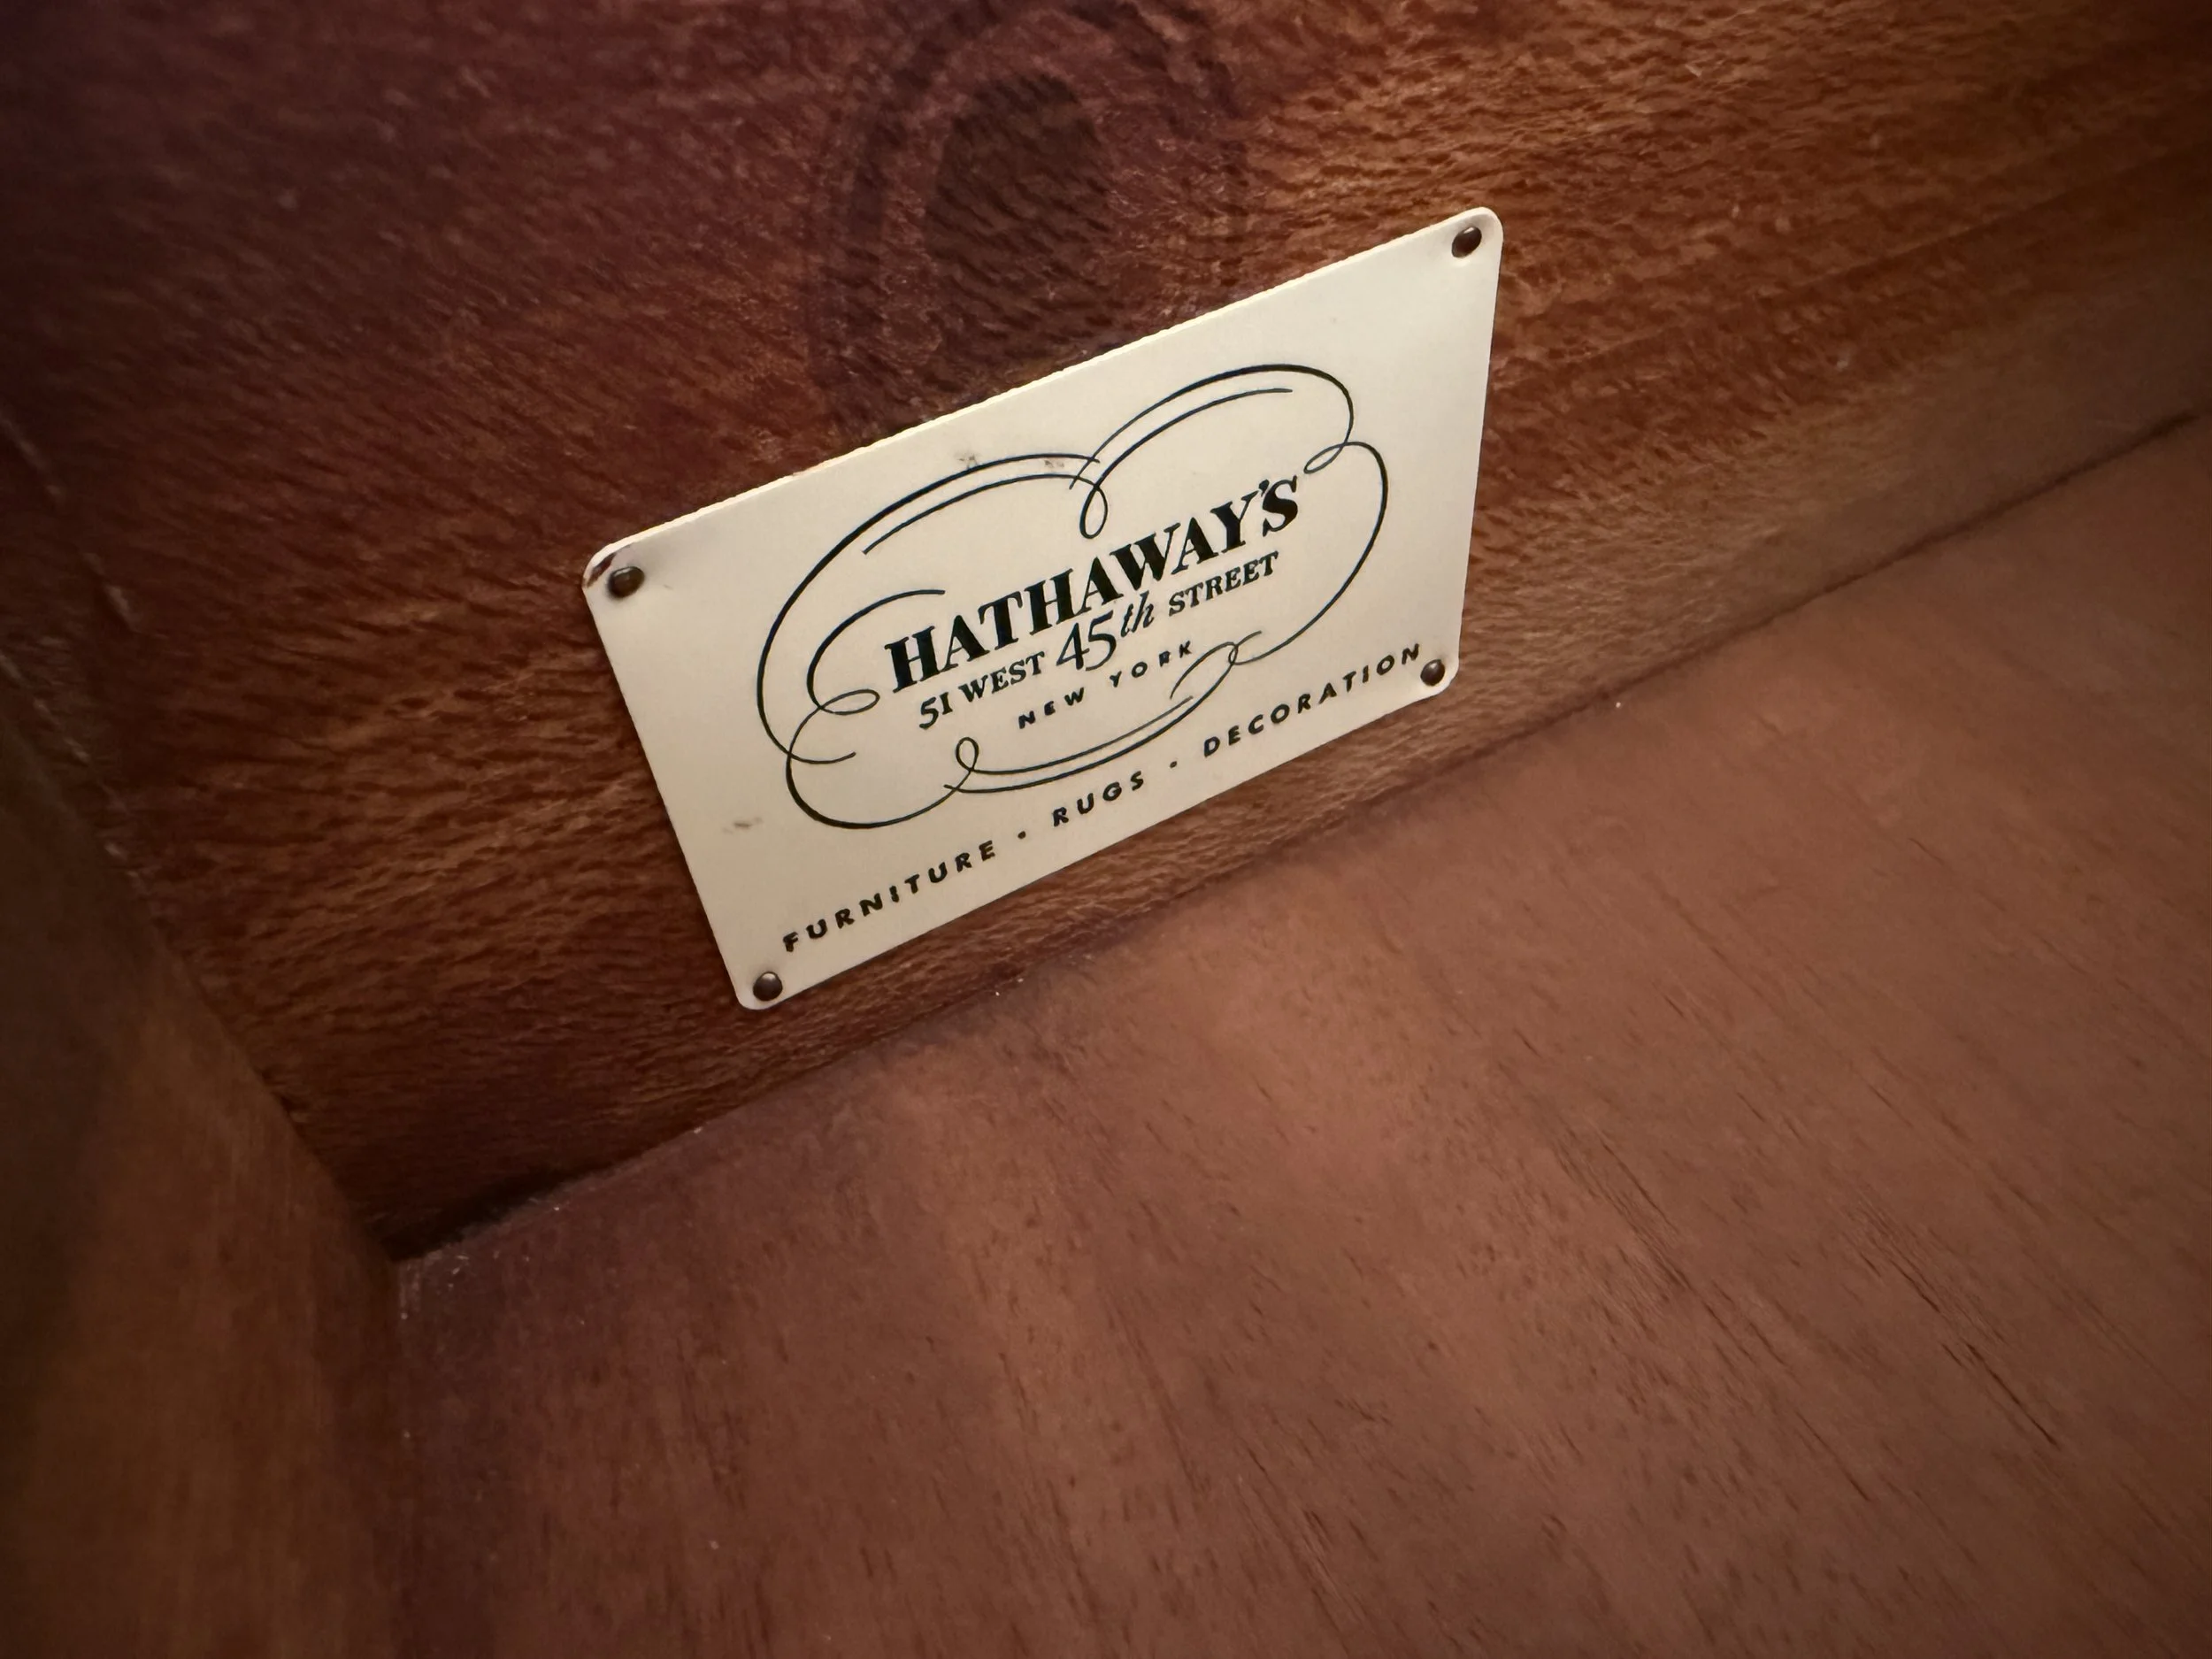 HATHAWAY'S
51 WEST 45th STREET
NEW YORK
FURNITURE · RUGS · DECORATION